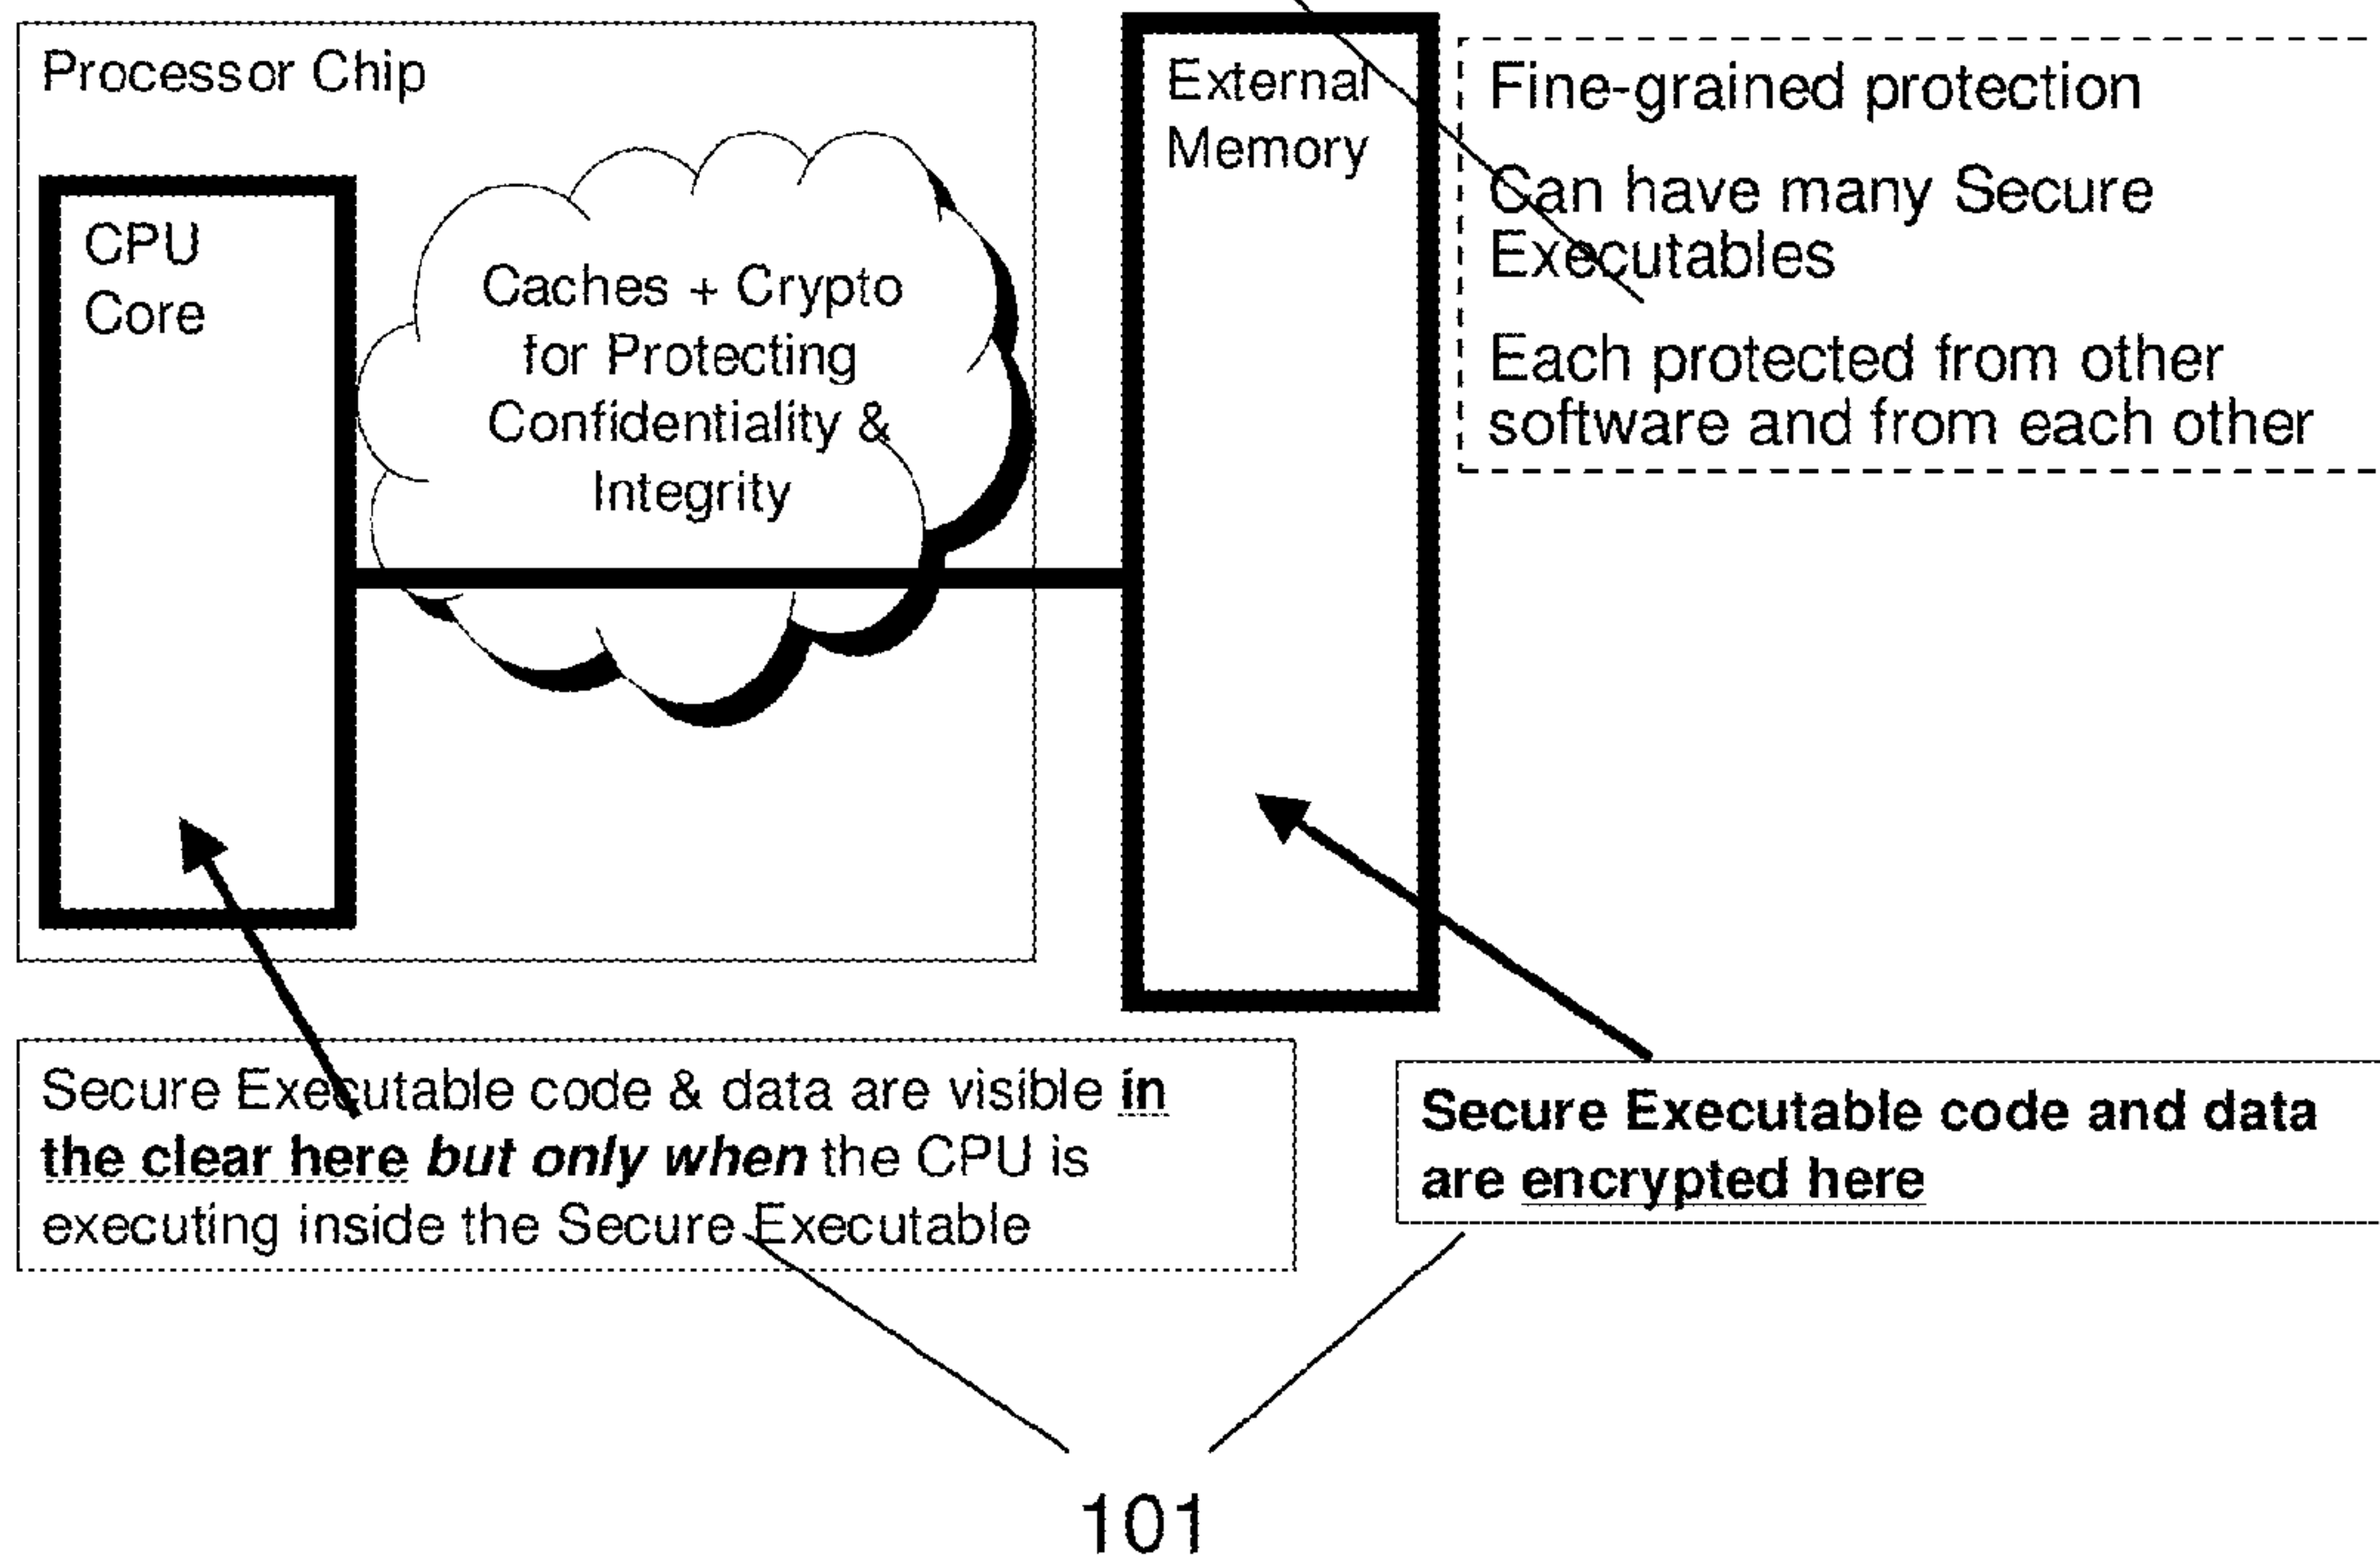 Processor Chip
CPU
Core
Caches + Crypto
for Protecting
Confidentiality &
Integrity
External
Memory
Fine-grained protection
Can have many Secure
Executables
Each protected from other
software and from each other
Secure Executable code & data are visible in
the clear here but only when the CPU is
executing inside the Secure Executable
Secure Executable code and data
are encrypted here
101